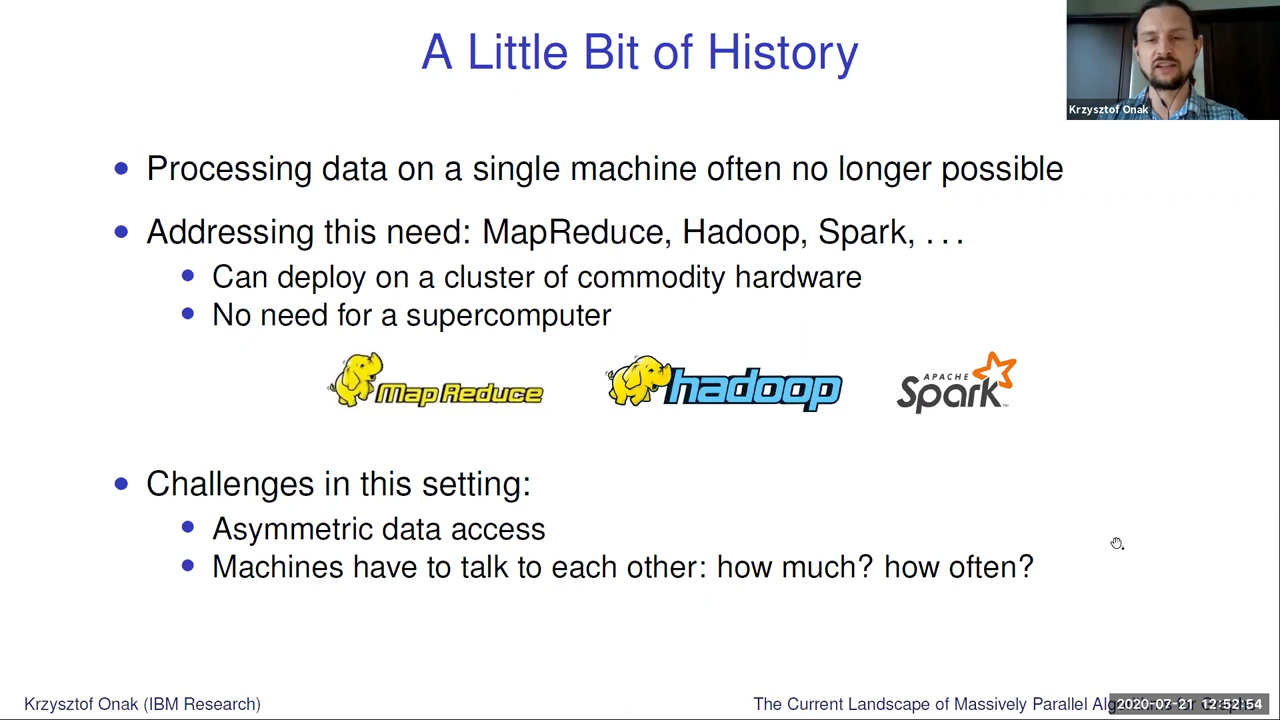 A Little Bit of History
Krzysztof Onak
• Processing data on a single machine often no longer possible
• Addressing this need: MapReduce, Hadoop, Spark, . . .
• Can deploy on a cluster of commodity hardware
• No need for a supercomputer
Map Reduce
hadoop
APACHE
Spark™
• Challenges in this setting:
• Asymmetric data access
• Machines have to talk to each other: how much? how often?
Krzysztof Onak (IBM Research)
The Current Landscape of Massively Parallel
2020-07-21 12:52:54